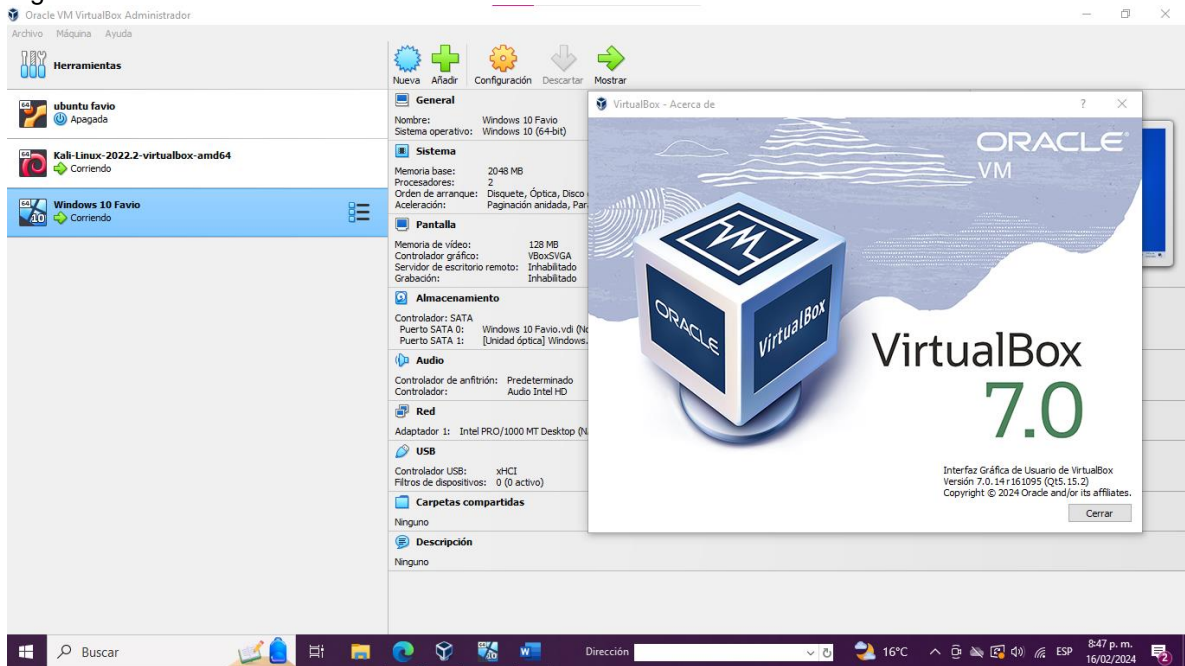 Oracle VM VirtualBox Administrador
Archivo Máquina Ayuda
Herramientas
ubuntu favio
Apagada
Kali-Linux-2022.2-virtualbox-amd64
Corriendo
Windows 10 Favio
Corriendo
Nueva Añadir Configuración Descartar Mostrar
General
Nombre: Windows 10 Favio
Sistema operativo: Windows 10 (64-bit)
Sistema
Memoria base: 2048 MB
Procesadores: 2
Orden de arranque: Disquete, Óptica, Disco
Aceleración: Paginación anidada, Par
Pantalla
Memoria de vídeo: 128 MB
Controlador gráfico: VBoxSVGA
Servidor de escritorio remoto: Inhabilitado
Grabación: Inhabilitado
Almacenamiento
Controlador: SATA
Puerto SATA 0: Windows 10 Favio.vdi (No
Puerto SATA 1: [Unidad óptica] Windows.
Audio
Controlador de anfitrión: Predeterminado
Controlador: Audio Intel HD
Red
Adaptador 1: Intel PRO/1000 MT Desktop (N
USB
Controlador USB: xHCI
Filtros de dispositivos: 0 (0 activo)
Carpetas compartidas
Ninguno
Descripción
Ninguno
VirtualBox - Acerca de
ORACLE
VM
ORACLE
VirtualBox
VirtualBox
7.0
Interfaz Gráfica de Usuario de VirtualBox
Versión 7.0.14 r161095 (Qt5.15.2)
Copyright © 2024 Oracle and/or its affiliates.
Cerrar
Buscar
Dirección
16°C
ESP
8:47 p. m.
16/02/2024
2